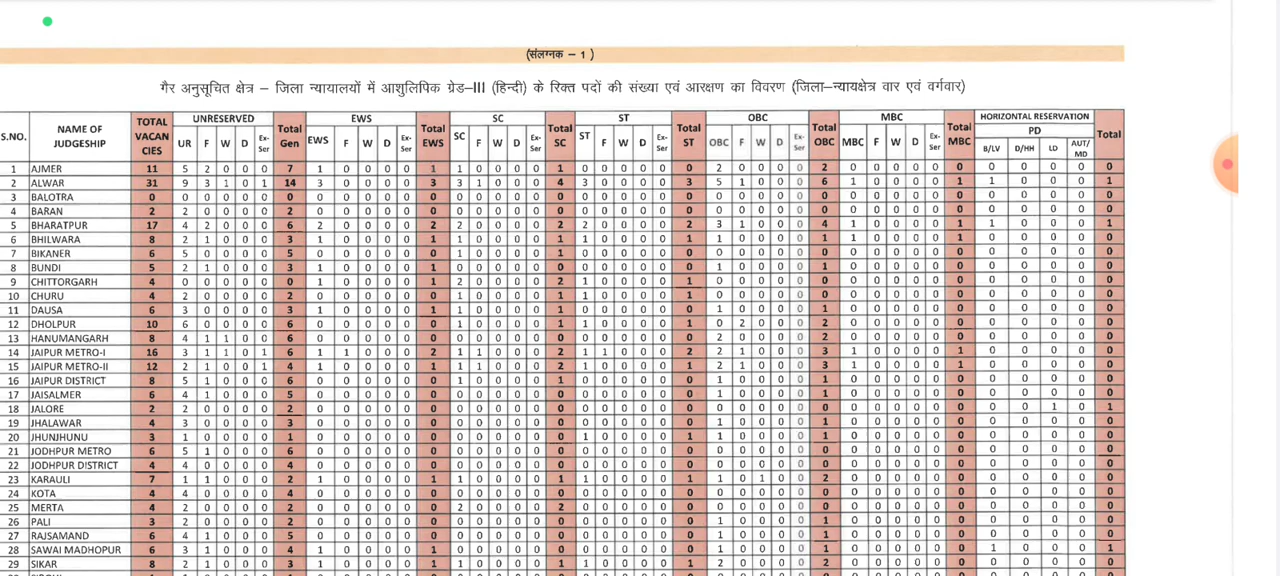 (संलग्नक – 1 )
गैर अनुसूचित क्षेत्र – जिला न्यायालयों में आशुलिपिक ग्रेड–III (हिन्दी) के रिक्त पदों की संख्या एवं आरक्षण का विवरण (जिला–न्यायक्षेत्र वार एवं वर्गवार)
S.NO. NAME OF JUDGESHIP TOTAL VACAN CIES UNRESERVED Total Gen EWS Total EWS SC Total SC ST Total ST OBC Total OBC MBC Total MBC HORIZONTAL RESERVATION Total
PD
UR F W D Ex-Ser EWS F W D Ex-Ser SC F W D Ex-Ser ST F W D Ex-Ser OBC F W D Ex-Ser MBC F W D Ex-Ser B/LV D/HH LD AUT/MD
1 AJMER 11 5 2 0 0 0 7 1 0 0 0 0 1 1 0 0 0 0 1 0 0 0 0 0 0 2 0 0 0 0 2 0 0 0 0 0 0 0 0 0 0 0
2 ALWAR 31 9 3 1 0 1 14 3 0 0 0 0 3 3 1 0 0 0 4 3 0 0 0 0 3 5 1 0 0 0 6 1 0 0 0 0 1 1 0 0 0 1
3 BALOTRA 0 0 0 0 0 0 0 0 0 0 0 0 0 0 0 0 0 0 0 0 0 0 0 0 0 0 0 0 0 0 0 0 0 0 0 0 0 0 0 0 0 0
4 BARAN 2 2 0 0 0 0 2 0 0 0 0 0 0 0 0 0 0 0 0 0 0 0 0 0 0 0 0 0 0 0 0 0 0 0 0 0 0 0 0 0 0 0
5 BHARATPUR 17 4 2 0 0 0 6 2 0 0 0 0 2 2 0 0 0 0 2 2 0 0 0 0 2 3 1 0 0 0 4 1 0 0 0 0 1 1 0 0 0 1
6 BHILWARA 8 2 1 0 0 0 3 1 0 0 0 0 1 1 0 0 0 0 1 1 0 0 0 0 1 1 0 0 0 0 1 1 0 0 0 0 1 0 0 0 0 0
7 BIKANER 6 5 0 0 0 0 5 0 0 0 0 0 0 1 0 0 0 0 1 0 0 0 0 0 0 0 0 0 0 0 0 0 0 0 0 0 0 0 0 0 0 0
8 BUNDI 5 2 1 0 0 0 3 1 0 0 0 0 1 0 0 0 0 0 0 0 0 0 0 0 0 1 0 0 0 0 1 0 0 0 0 0 0 0 0 0 0 0
9 CHITTORGARH 4 0 0 0 0 0 0 1 0 0 0 0 1 2 0 0 0 0 2 1 0 0 0 0 1 0 0 0 0 0 0 0 0 0 0 0 0 0 0 0 0 0
10 CHURU 4 2 0 0 0 0 2 0 0 0 0 0 0 1 0 0 0 0 1 1 0 0 0 0 1 0 0 0 0 0 0 0 0 0 0 0 0 0 0 0 0 0
11 DAUSA 6 3 0 0 0 0 3 1 0 0 0 0 1 1 0 0 0 0 1 0 0 0 0 0 0 1 0 0 0 0 1 0 0 0 0 0 0 0 0 0 0 0
12 DHOLPUR 10 6 0 0 0 0 6 0 0 0 0 0 0 1 0 0 0 0 1 1 0 0 0 0 1 0 2 0 0 0 2 0 0 0 0 0 0 0 0 0 0 0
13 HANUMANGARH 8 4 1 1 0 0 6 0 0 0 0 0 0 0 0 0 0 0 0 0 0 0 0 0 0 2 0 0 0 0 2 0 0 0 0 0 0 0 0 0 0 0
14 JAIPUR METRO-I 16 3 1 1 0 1 6 1 1 0 0 0 2 1 1 0 0 0 2 1 1 0 0 0 2 2 1 0 0 0 3 1 0 0 0 0 1 0 0 0 0 0
15 JAIPUR METRO-II 12 2 1 0 0 1 4 1 0 0 0 0 1 1 1 0 0 0 2 1 0 0 0 0 1 2 1 0 0 0 3 1 0 0 0 0 1 0 0 0 0 0
16 JAIPUR DISTRICT 8 5 1 0 0 0 6 0 0 0 0 0 0 1 0 0 0 0 1 0 0 0 0 0 0 1 0 0 0 0 1 0 0 0 0 0 0 0 0 0 0 0
17 JAISALMER 6 4 1 0 0 0 5 0 0 0 0 0 0 0 0 0 0 0 0 0 0 0 0 0 0 1 0 0 0 0 1 0 0 0 0 0 0 0 0 0 0 0
18 JALORE 2 2 0 0 0 0 2 0 0 0 0 0 0 0 0 0 0 0 0 0 0 0 0 0 0 0 0 0 0 0 0 0 0 0 0 0 0 0 0 1 0 1
19 JHALAWAR 4 3 0 0 0 0 3 0 0 0 0 0 0 0 0 0 0 0 0 0 0 0 0 0 0 1 0 0 0 0 1 0 0 0 0 0 0 0 0 0 0 0
20 JHUNJHUNU 3 1 0 0 0 0 1 0 0 0 0 0 0 0 0 0 0 0 0 1 0 0 0 0 1 1 0 0 0 0 1 0 0 0 0 0 0 0 0 0 0 0
21 JODHPUR METRO 6 5 1 0 0 0 6 0 0 0 0 0 0 0 0 0 0 0 0 0 0 0 0 0 0 0 0 0 0 0 0 0 0 0 0 0 0 0 0 0 0 0
22 JODHPUR DISTRICT 4 4 0 0 0 0 4 0 0 0 0 0 0 0 0 0 0 0 0 0 0 0 0 0 0 0 0 0 0 0 0 0 0 0 0 0 0 0 0 0 0 0
23 KARAULI 7 1 1 0 0 0 2 1 0 0 0 0 1 1 0 0 0 0 1 1 0 0 0 0 1 1 0 1 0 0 2 0 0 0 0 0 0 0 0 0 0 0
24 KOTA 4 4 0 0 0 0 4 0 0 0 0 0 0 0 0 0 0 0 0 0 0 0 0 0 0 0 0 0 0 0 0 0 0 0 0 0 0 0 0 0 0 0
25 MERTA 4 2 0 0 0 0 2 0 0 0 0 0 0 2 0 0 0 0 2 0 0 0 0 0 0 0 0 0 0 0 0 0 0 0 0 0 0 0 0 0 0 0
26 PALI 3 2 0 0 0 0 2 0 0 0 0 0 0 0 0 0 0 0 0 0 0 0 0 0 0 1 0 0 0 0 1 0 0 0 0 0 0 0 0 0 0 0
27 RAJSAMAND 6 4 1 0 0 0 5 0 0 0 0 0 0 0 0 0 0 0 0 0 0 0 0 0 0 1 0 0 0 0 1 0 0 0 0 0 0 0 0 0 0 0
28 SAWAI MADHOPUR 6 3 1 0 0 0 4 1 0 0 0 0 1 0 0 0 0 0 0 0 0 0 0 0 0 1 0 0 0 0 1 0 0 0 0 0 0 1 0 0 0 1
29 SIKAR 8 2 1 0 0 0 3 1 0 0 0 0 1 1 0 0 0 0 1 1 0 0 0 0 1 2 0 0 0 0 2 0 0 0 0 0 0 0 0 0 0 0